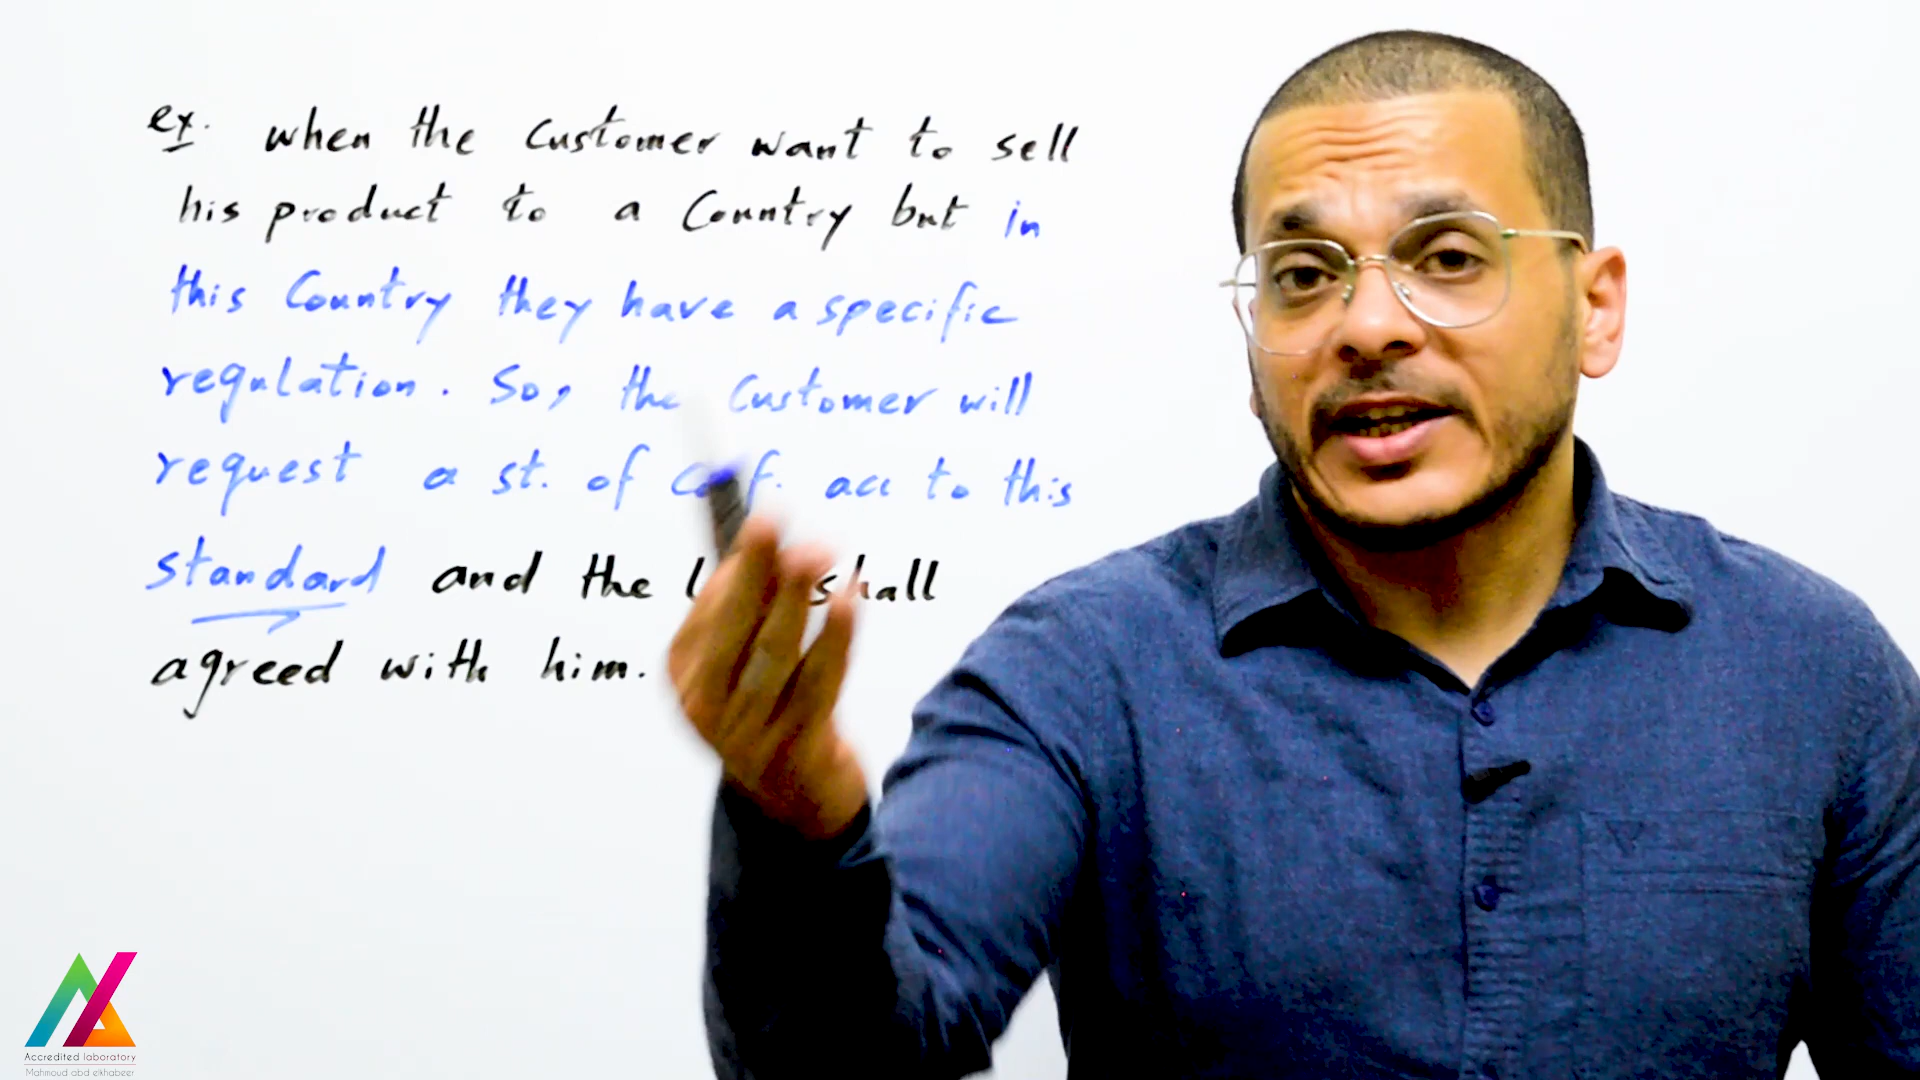 ex. when the Customer want to sell
his product to a Country but in
this Country they have a specific
regulation. So, the Customer will
request a st. of conf. acc to this
standard and the shall
agreed with him.
Accredited laboratory
Mahmoud abd elkhabeer